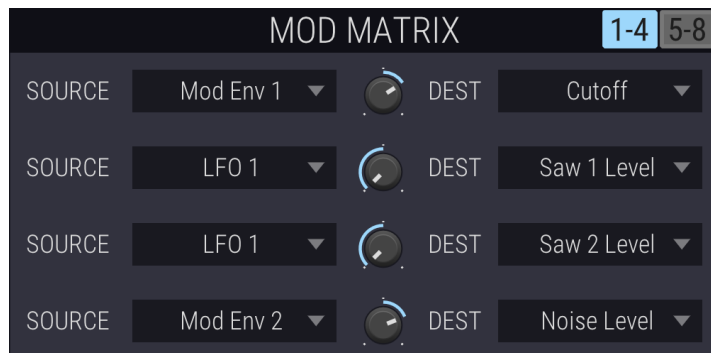 MOD MATRIX 1-4 5-8
SOURCE Mod Env 1 DEST Cutoff
SOURCE LFO 1 DEST Saw 1 Level
SOURCE LFO 1 DEST Saw 2 Level
SOURCE Mod Env 2 DEST Noise Level